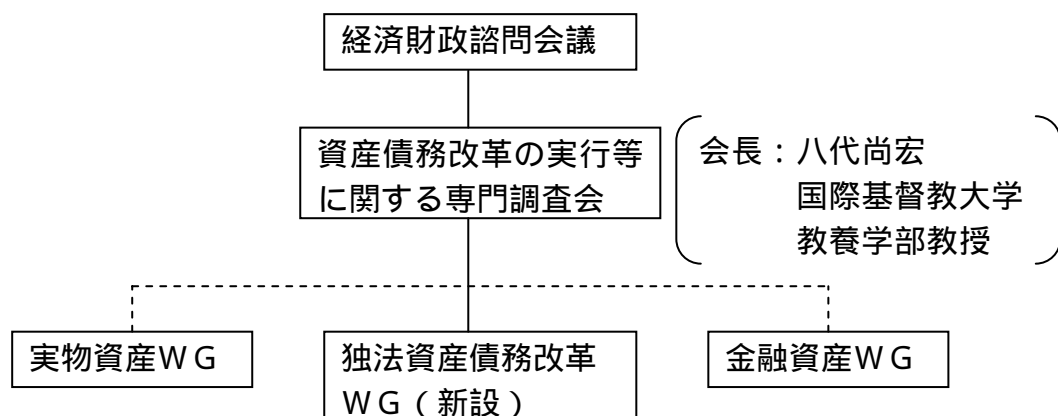 経済財政諮問会議
資産債務改革の実行等
に関する専門調査会
会長：八代尚宏
国際基督教大学
教養学部教授
実物資産ＷＧ
独法資産債務改革
ＷＧ（新設）
金融資産ＷＧ